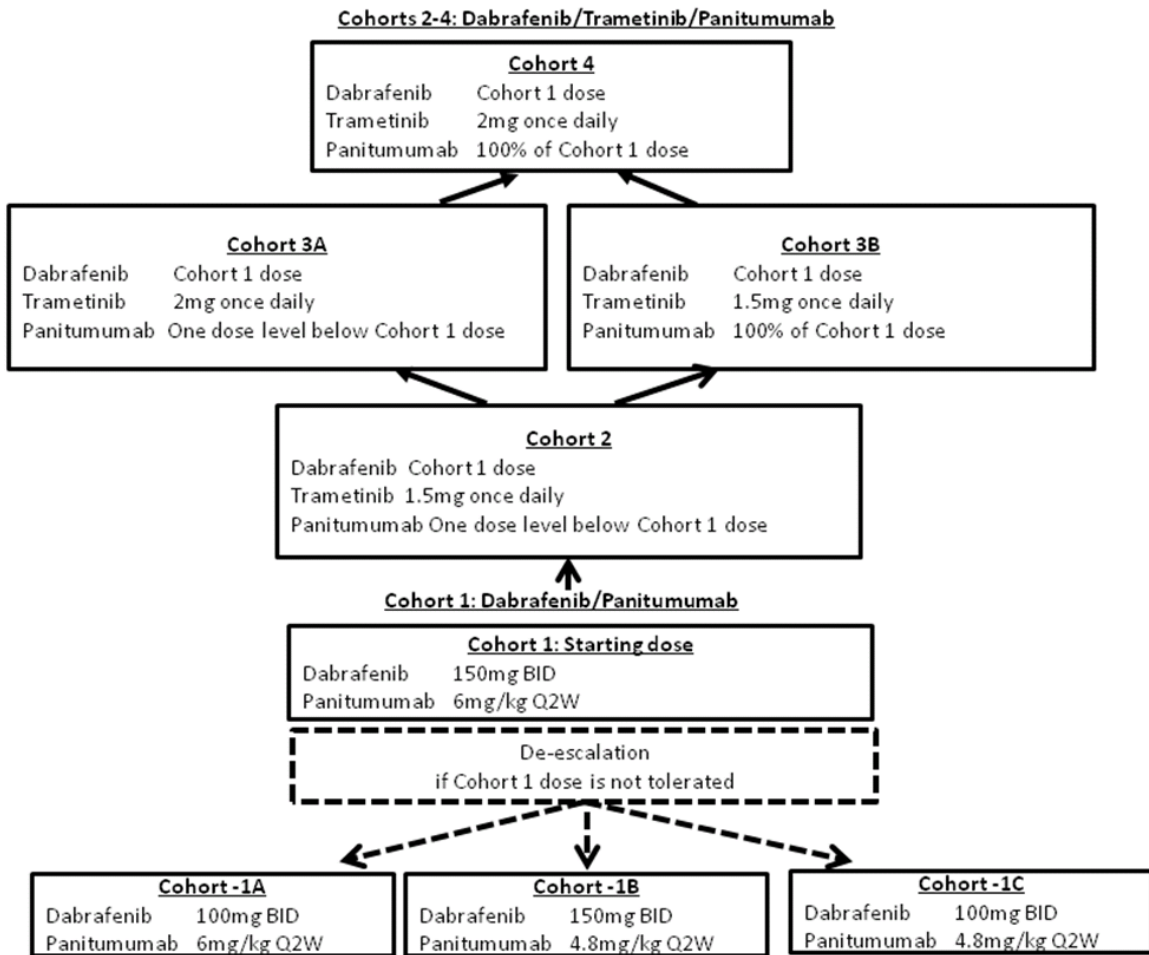 Cohorts 2-4: Dabrafenib/Trametinib/Panitumumab
Cohort 4
Dabrafenib Cohort 1 dose
Trametinib 2mg once daily
Panitumumab 100% of Cohort 1 dose
Cohort 3A
Dabrafenib Cohort 1 dose
Trametinib 2mg once daily
Panitumumab One dose level below Cohort 1 dose
Cohort 3B
Dabrafenib Cohort 1 dose
Trametinib 1.5mg once daily
Panitumumab 100% of Cohort 1 dose
Cohort 2
Dabrafenib Cohort 1 dose
Trametinib 1.5mg once daily
Panitumumab One dose level below Cohort 1 dose
Cohort 1: Dabrafenib/Panitumumab
Cohort 1: Starting dose
Dabrafenib 150mg BID
Panitumumab 6mg/kg Q2W
De-escalation
if Cohort 1 dose is not tolerated
Cohort -1A
Dabrafenib 100mg BID
Panitumumab 6mg/kg Q2W
Cohort -1B
Dabrafenib 150mg BID
Panitumumab 4.8mg/kg Q2W
Cohort -1C
Dabrafenib 100mg BID
Panitumumab 4.8mg/kg Q2W